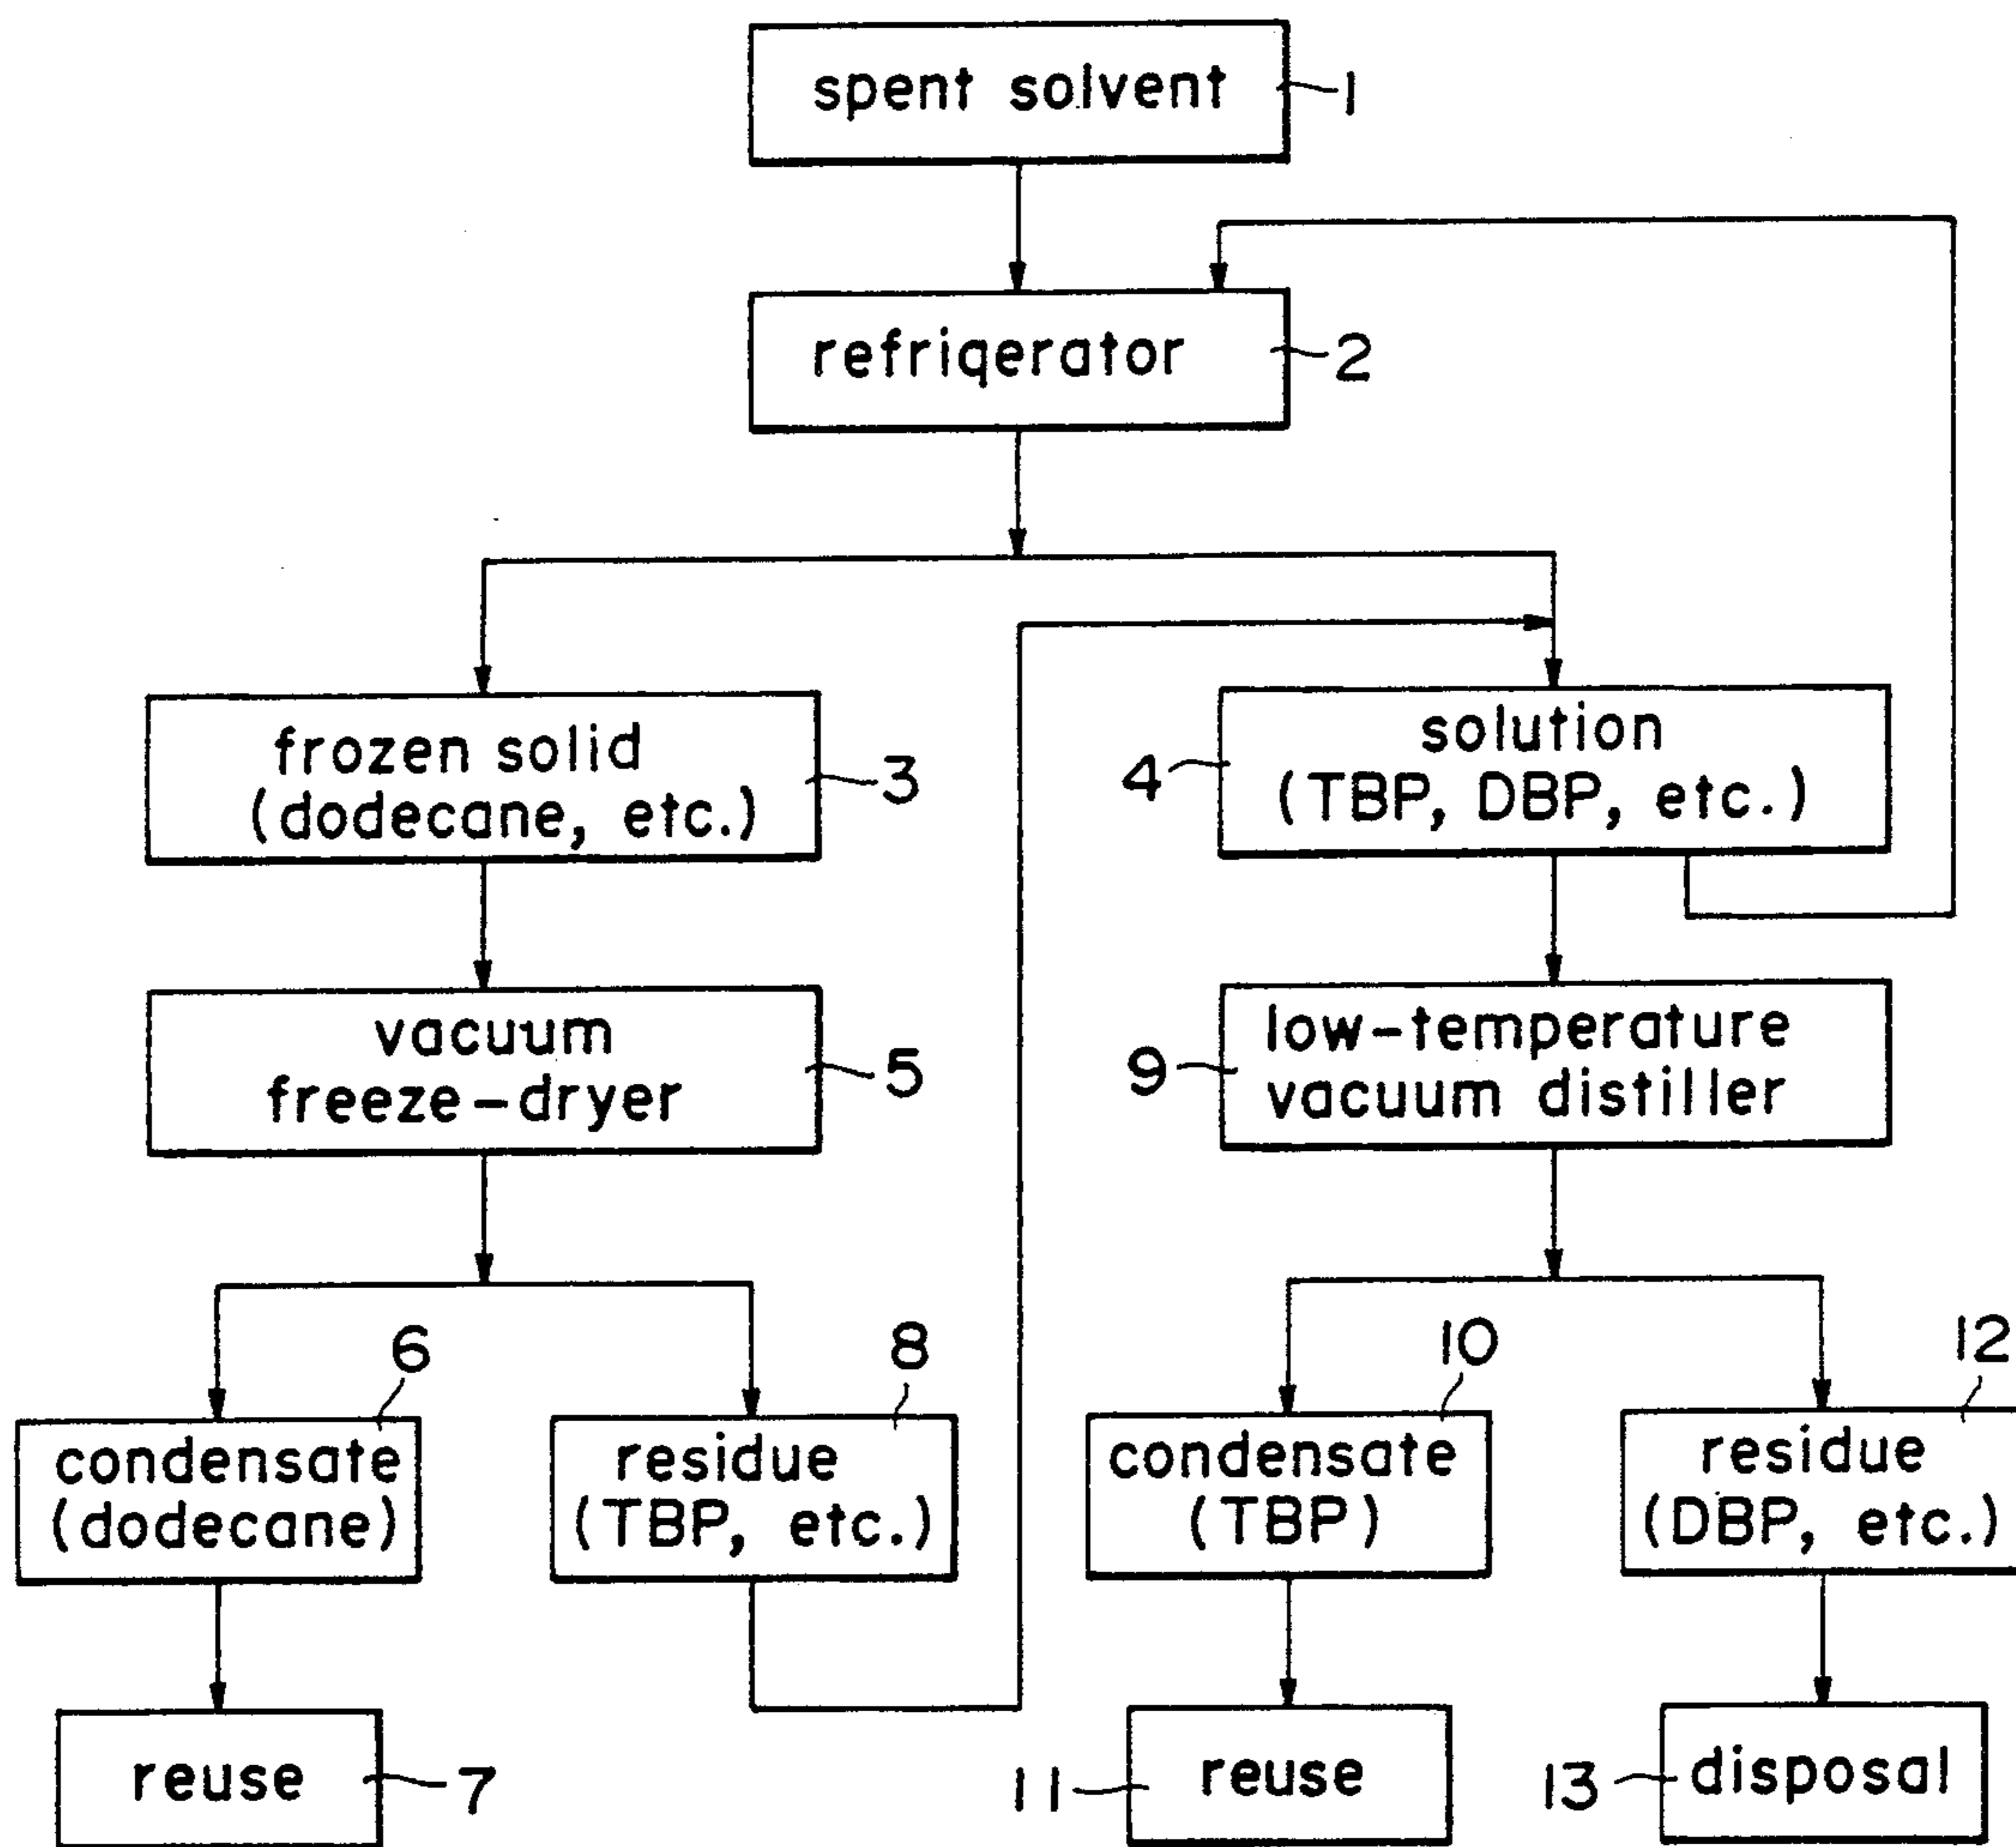 spent solvent
1
refriqerator
2
frozen solid
(dodecane, etc.)
3
4
solution
(TBP, DBP, etc.)
vacuum
freeze-dryer
5
9
low-temperature
vacuum distiller
6
condensate
(dodecane)
8
residue
(TBP, etc.)
10
condensate
(TBP)
12
residue
(DBP, etc.)
reuse
7
11
reuse
13
disposal